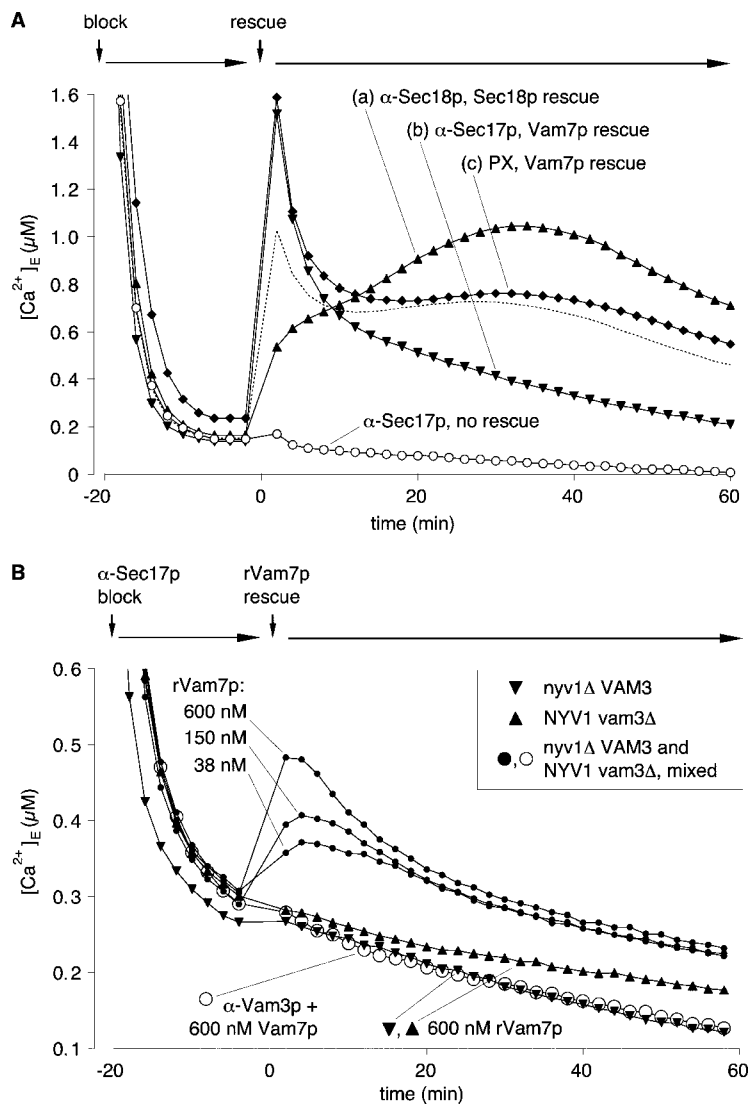 A
block
rescue
1.6
1.4
1.2
1.0
0.8
0.6
0.4
0.2
0
[Ca2+]E (µM)
(a) α-Sec18p, Sec18p rescue
(b) α-Sec17p, Vam7p rescue
(c) PX, Vam7p rescue
α-Sec17p, no rescue
-20
0
20
40
60
time (min)
B
α-Sec17p
block
rVam7p
rescue
0.6
0.5
0.4
0.3
0.2
0.1
[Ca2+]E (µM)
rVam7p:
600 nM
150 nM
38 nM
nyv1Δ VAM3
NYV1 vam3Δ
, nyv1Δ VAM3 and
NYV1 vam3Δ, mixed
α-Vam3p +
600 nM Vam7p
, 600 nM rVam7p
-20
0
20
40
60
time (min)